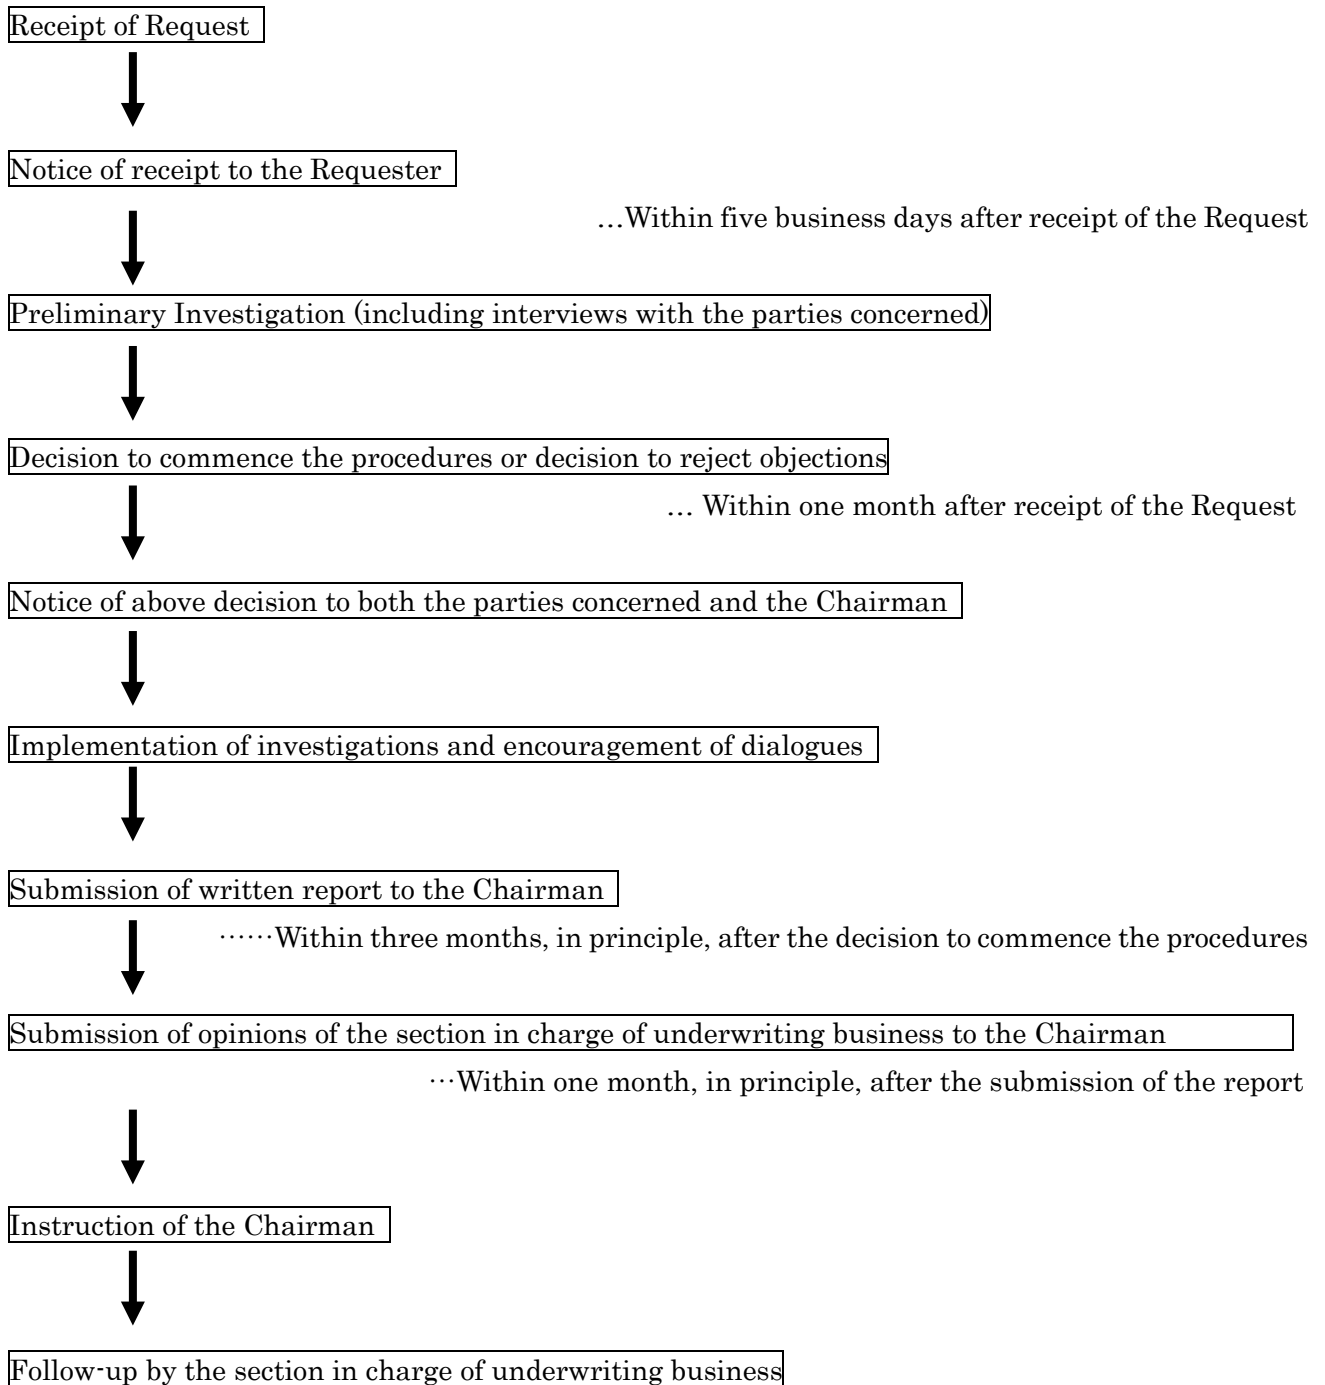 Receipt of Request
Notice of receipt to the Requester
…Within five business days after receipt of the Request
Preliminary Investigation (including interviews with the parties concerned)
Decision to commence the procedures or decision to reject objections
… Within one month after receipt of the Request
Notice of above decision to both the parties concerned and the Chairman
Implementation of investigations and encouragement of dialogues
Submission of written report to the Chairman
……Within three months, in principle, after the decision to commence the procedures
Submission of opinions of the section in charge of underwriting business to the Chairman
…Within one month, in principle, after the submission of the report
Instruction of the Chairman
Follow-up by the section in charge of underwriting business